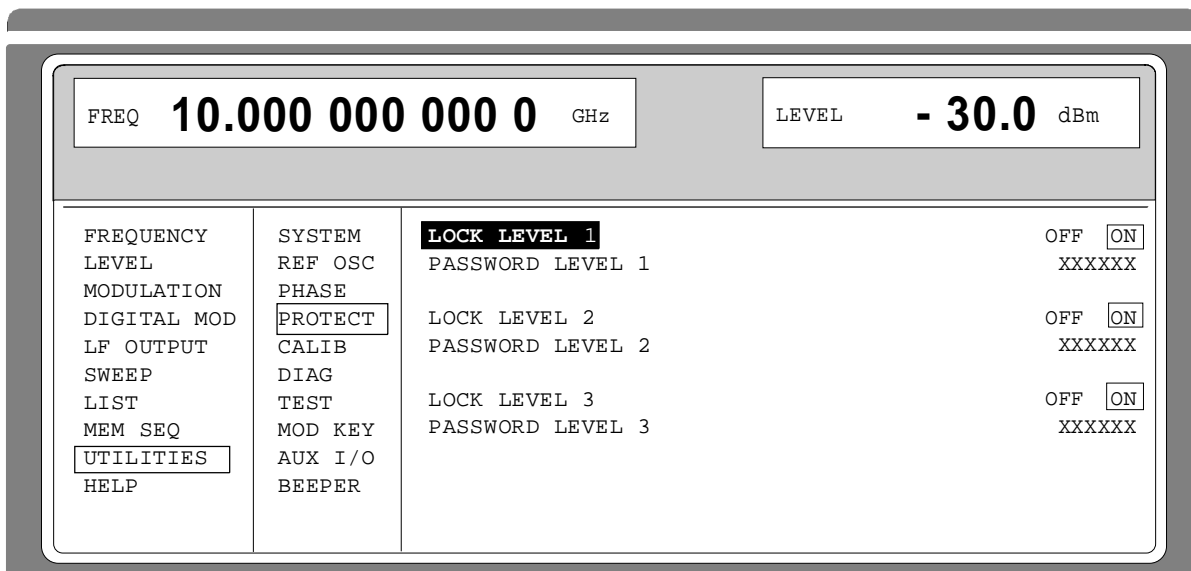 FREQ 10.000 000 000 0 GHz LEVEL - 30.0 dBm
FREQUENCY SYSTEM LOCK LEVEL 1 OFF ON
LEVEL REF OSC PASSWORD LEVEL 1 XXXXXX
MODULATION PHASE
DIGITAL MOD PROTECT LOCK LEVEL 2 OFF ON
LF OUTPUT CALIB PASSWORD LEVEL 2 XXXXXX
SWEEP DIAG
LIST TEST LOCK LEVEL 3 OFF ON
MEM SEQ MOD KEY PASSWORD LEVEL 3 XXXXXX
UTILITIES AUX I/O
HELP BEEPER